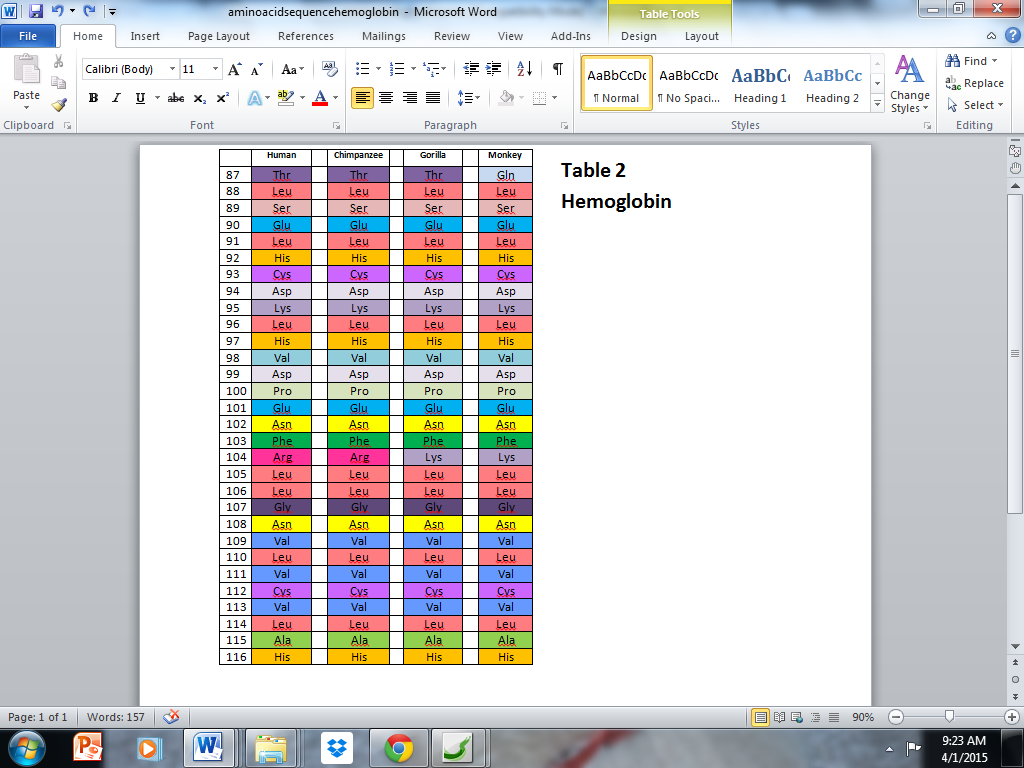 aminoacidsequencehemoglobin - Microsoft Word
Table Tools
File Home Insert Page Layout References Mailings Review View Add-Ins Design Layout
Paste
Calibri (Body) 11
AaBbCcDc AaBbCcDc AaBbCc AaBbCc
¶ Normal ¶ No Spaci... Heading 1 Heading 2
Change Styles
Find
Replace
Select
Clipboard Font Paragraph Styles Editing
Human Chimpanzee Gorilla Monkey
87 Thr Thr Thr Gln
88 Leu Leu Leu Leu
89 Ser Ser Ser Ser
90 Glu Glu Glu Glu
91 Leu Leu Leu Leu
92 His His His His
93 Cys Cys Cys Cys
94 Asp Asp Asp Asp
95 Lys Lys Lys Lys
96 Leu Leu Leu Leu
97 His His His His
98 Val Val Val Val
99 Asp Asp Asp Asp
100 Pro Pro Pro Pro
101 Glu Glu Glu Glu
102 Asn Asn Asn Asn
103 Phe Phe Phe Phe
104 Arg Arg Lys Lys
105 Leu Leu Leu Leu
106 Leu Leu Leu Leu
107 Gly Gly Gly Gly
108 Asn Asn Asn Asn
109 Val Val Val Val
110 Leu Leu Leu Leu
111 Val Val Val Val
112 Cys Cys Cys Cys
113 Val Val Val Val
114 Leu Leu Leu Leu
115 Ala Ala Ala Ala
116 His His His His
Table 2
Hemoglobin
Page: 1 of 1 Words: 157 90%
9:23 AM
4/1/2015